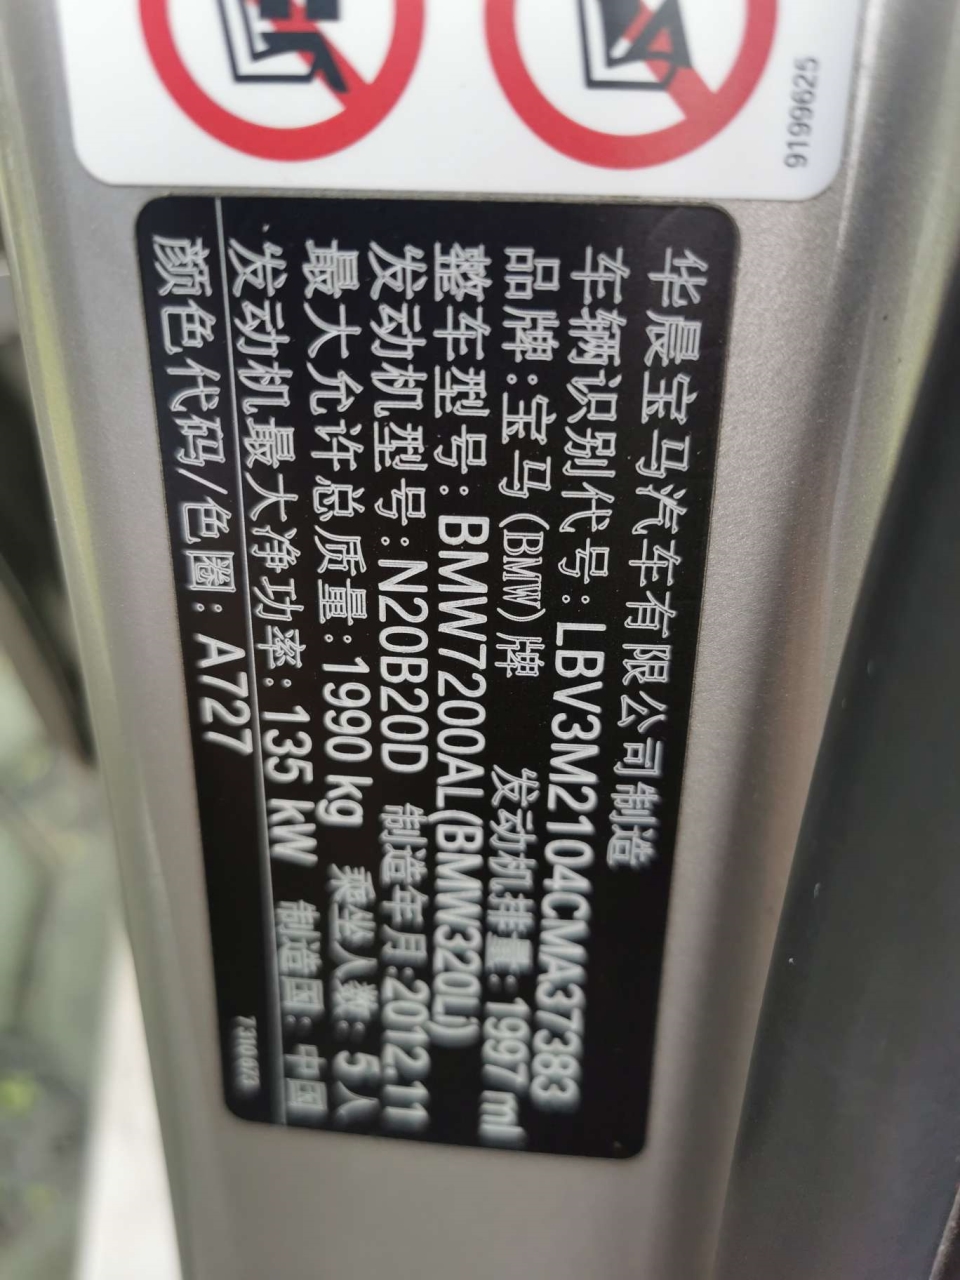 9199625
华晨宝马汽车有限公司制造
车辆识别代号:LBV3M2104CMA37383
品牌:宝马(BMW)牌 发动机排量:1997 ml
整车型号:BMW7200AL(BMW320Li)
发动机型号:N20B20D 制造年月:2012.11
最大允许总质量:1990 kg 乘坐人数:5人
发动机最大净功率:135 kW 制造国:中国
颜色代码/色圈:A727